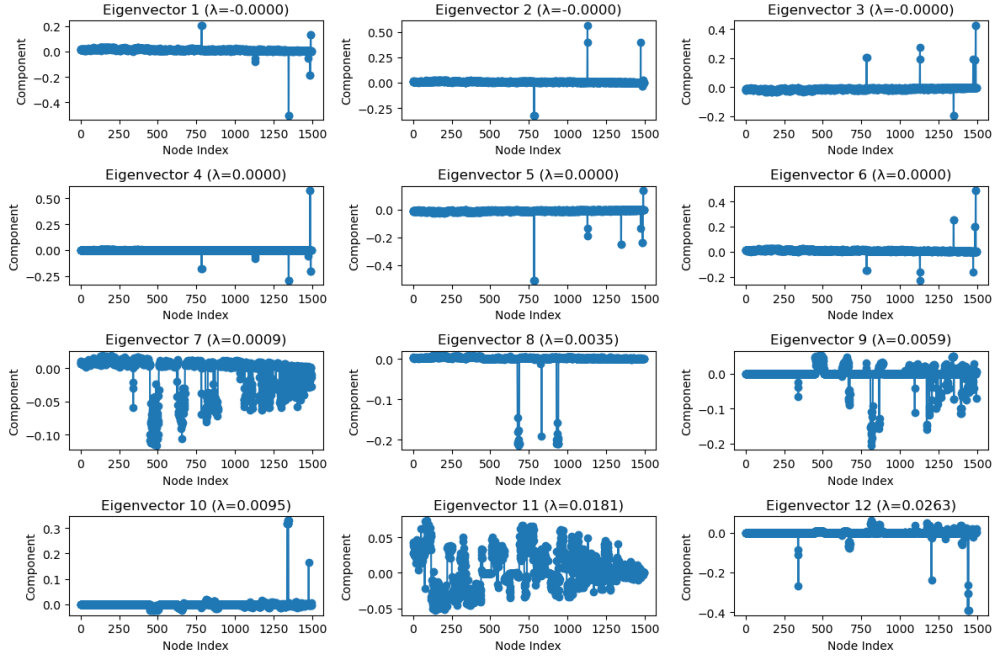 Eigenvector 1 (λ=-0.0000) Eigenvector 2 (λ=-0.0000) Eigenvector 3 (λ=-0.0000)
Component
0.2
0.0
−0.2
−0.4
0 250 500 750 1000 1250 1500
Node Index
Component
0.50
0.25
0.00
−0.25
0 250 500 750 1000 1250 1500
Node Index
Component
0.4
0.2
0.0
−0.2
0 250 500 750 1000 1250 1500
Node Index
Eigenvector 4 (λ=0.0000) Eigenvector 5 (λ=0.0000) Eigenvector 6 (λ=0.0000)
Component
0.50
0.25
0.00
−0.25
0 250 500 750 1000 1250 1500
Node Index
Component
0.0
−0.2
−0.4
0 250 500 750 1000 1250 1500
Node Index
Component
0.4
0.2
0.0
−0.2
0 250 500 750 1000 1250 1500
Node Index
Eigenvector 7 (λ=0.0009) Eigenvector 8 (λ=0.0035) Eigenvector 9 (λ=0.0059)
Component
0.00
−0.05
−0.10
0 250 500 750 1000 1250 1500
Node Index
Component
0.0
−0.1
−0.2
0 250 500 750 1000 1250 1500
Node Index
Component
0.0
−0.1
−0.2
0 250 500 750 1000 1250 1500
Node Index
Eigenvector 10 (λ=0.0095) Eigenvector 11 (λ=0.0181) Eigenvector 12 (λ=0.0263)
Component
0.3
0.2
0.1
0.0
0 250 500 750 1000 1250 1500
Node Index
Component
0.05
0.00
−0.05
0 250 500 750 1000 1250 1500
Node Index
Component
0.0
−0.2
−0.4
0 250 500 750 1000 1250 1500
Node Index